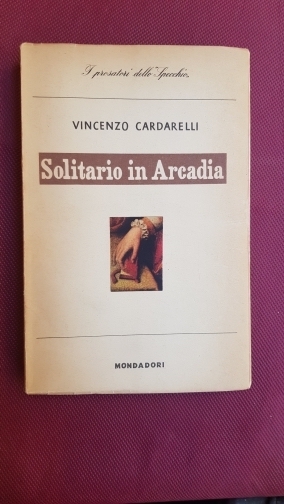 I prosatori dello "Specchio"
VINCENZO CARDARELLI
Solitario in Arcadia
MONDADORI